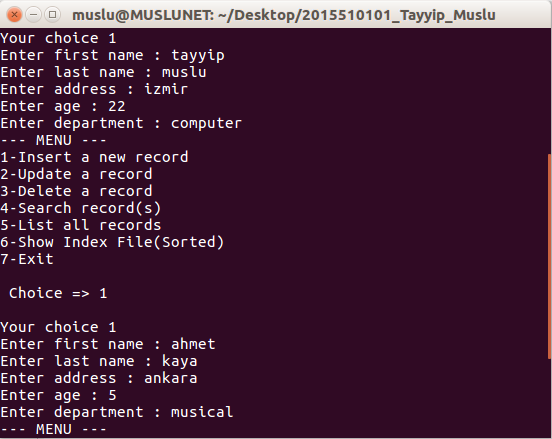 muslu@MUSLUNET: ~/Desktop/2015510101_Tayyip_Muslu
Your choice 1
Enter first name : tayyip
Enter last name : muslu
Enter address : izmir
Enter age : 22
Enter department : computer
--- MENU ---
1-Insert a new record
2-Update a record
3-Delete a record
4-Search record(s)
5-List all records
6-Show Index File(Sorted)
7-Exit
Choice => 1
Your choice 1
Enter first name : ahmet
Enter last name : kaya
Enter address : ankara
Enter age : 5
Enter department : musical
--- MENU ---